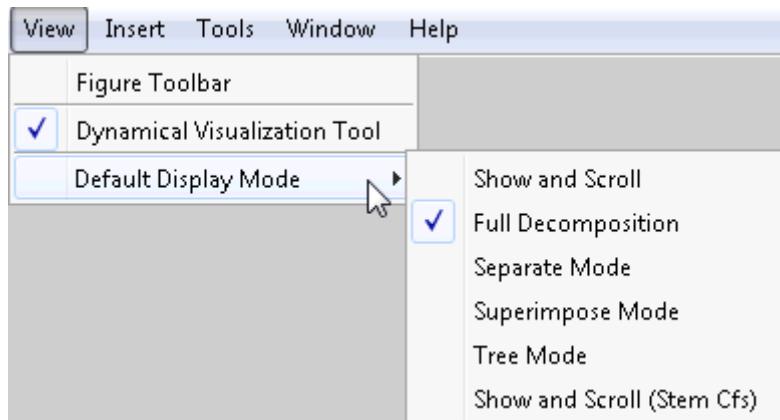 View Insert Tools Window Help
Figure Toolbar
Dynamical Visualization Tool
Default Display Mode
Show and Scroll
Full Decomposition
Separate Mode
Superimpose Mode
Tree Mode
Show and Scroll (Stem Cfs)